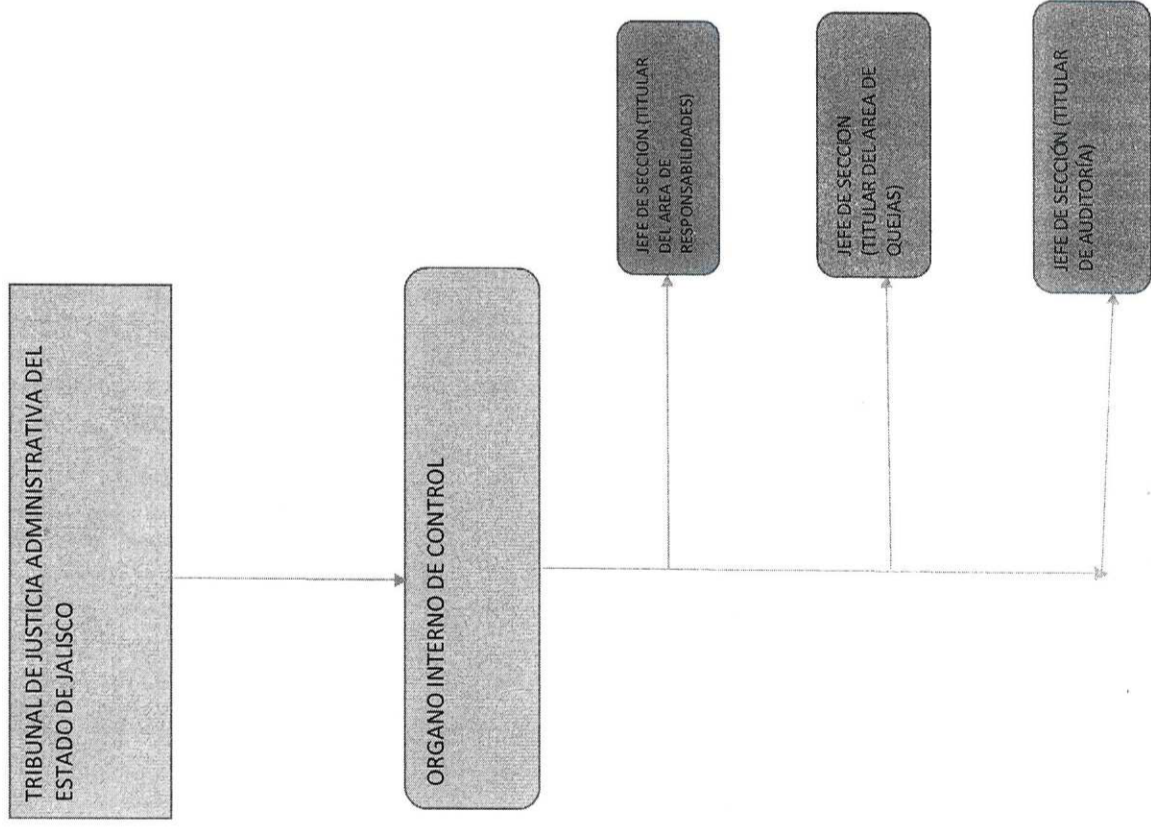 TRIBUNAL DE JUSTICIA ADMINISTRATIVA DEL
ESTADO DE JALISCO
ORGANO INTERNO DE CONTROL
JEFE DE SECCION (TITULAR
DEL AREA DE
RESPONSABILIDADES)
JEFE DE SECCION
(TITULAR DEL AREA DE
QUEJAS)
JEFE DE SECCIÓN (TITULAR
DE AUDITORÍA)